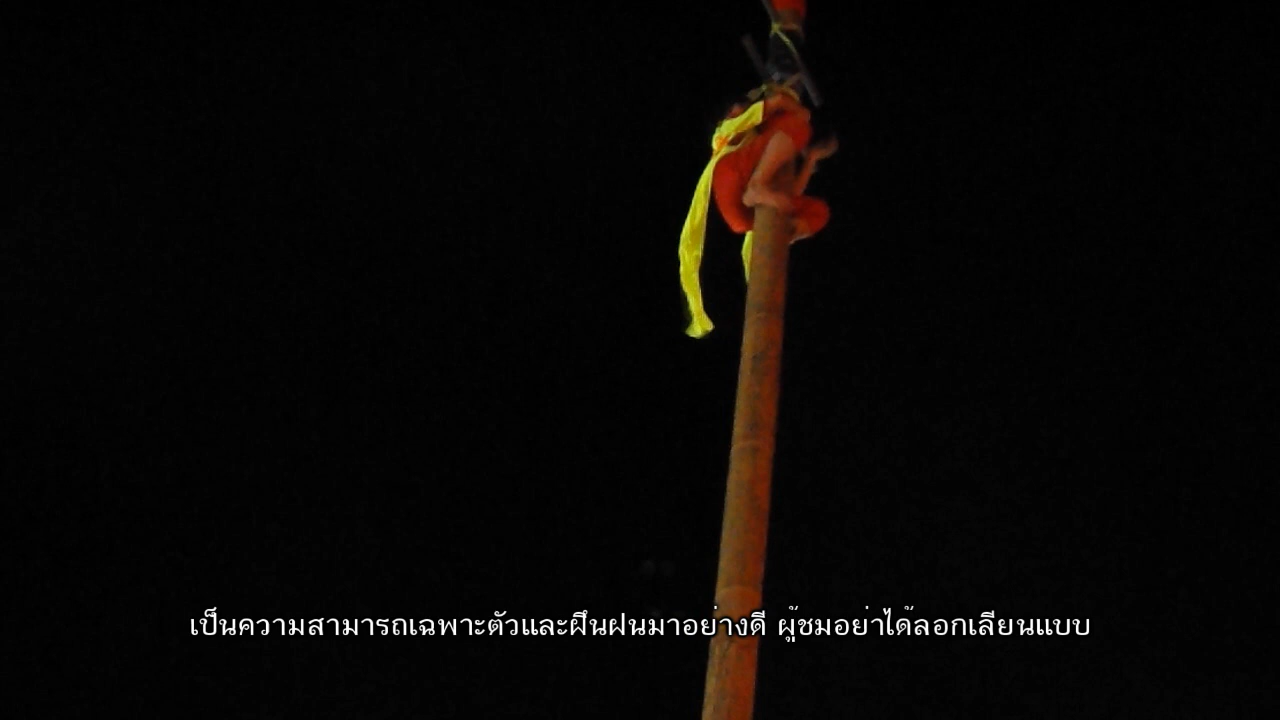 เป็นความสามารถเฉพาะตัวและฝึนฝนมาอย่างดี ผู้ชมอย่าได้ลอกเลียนแบบ